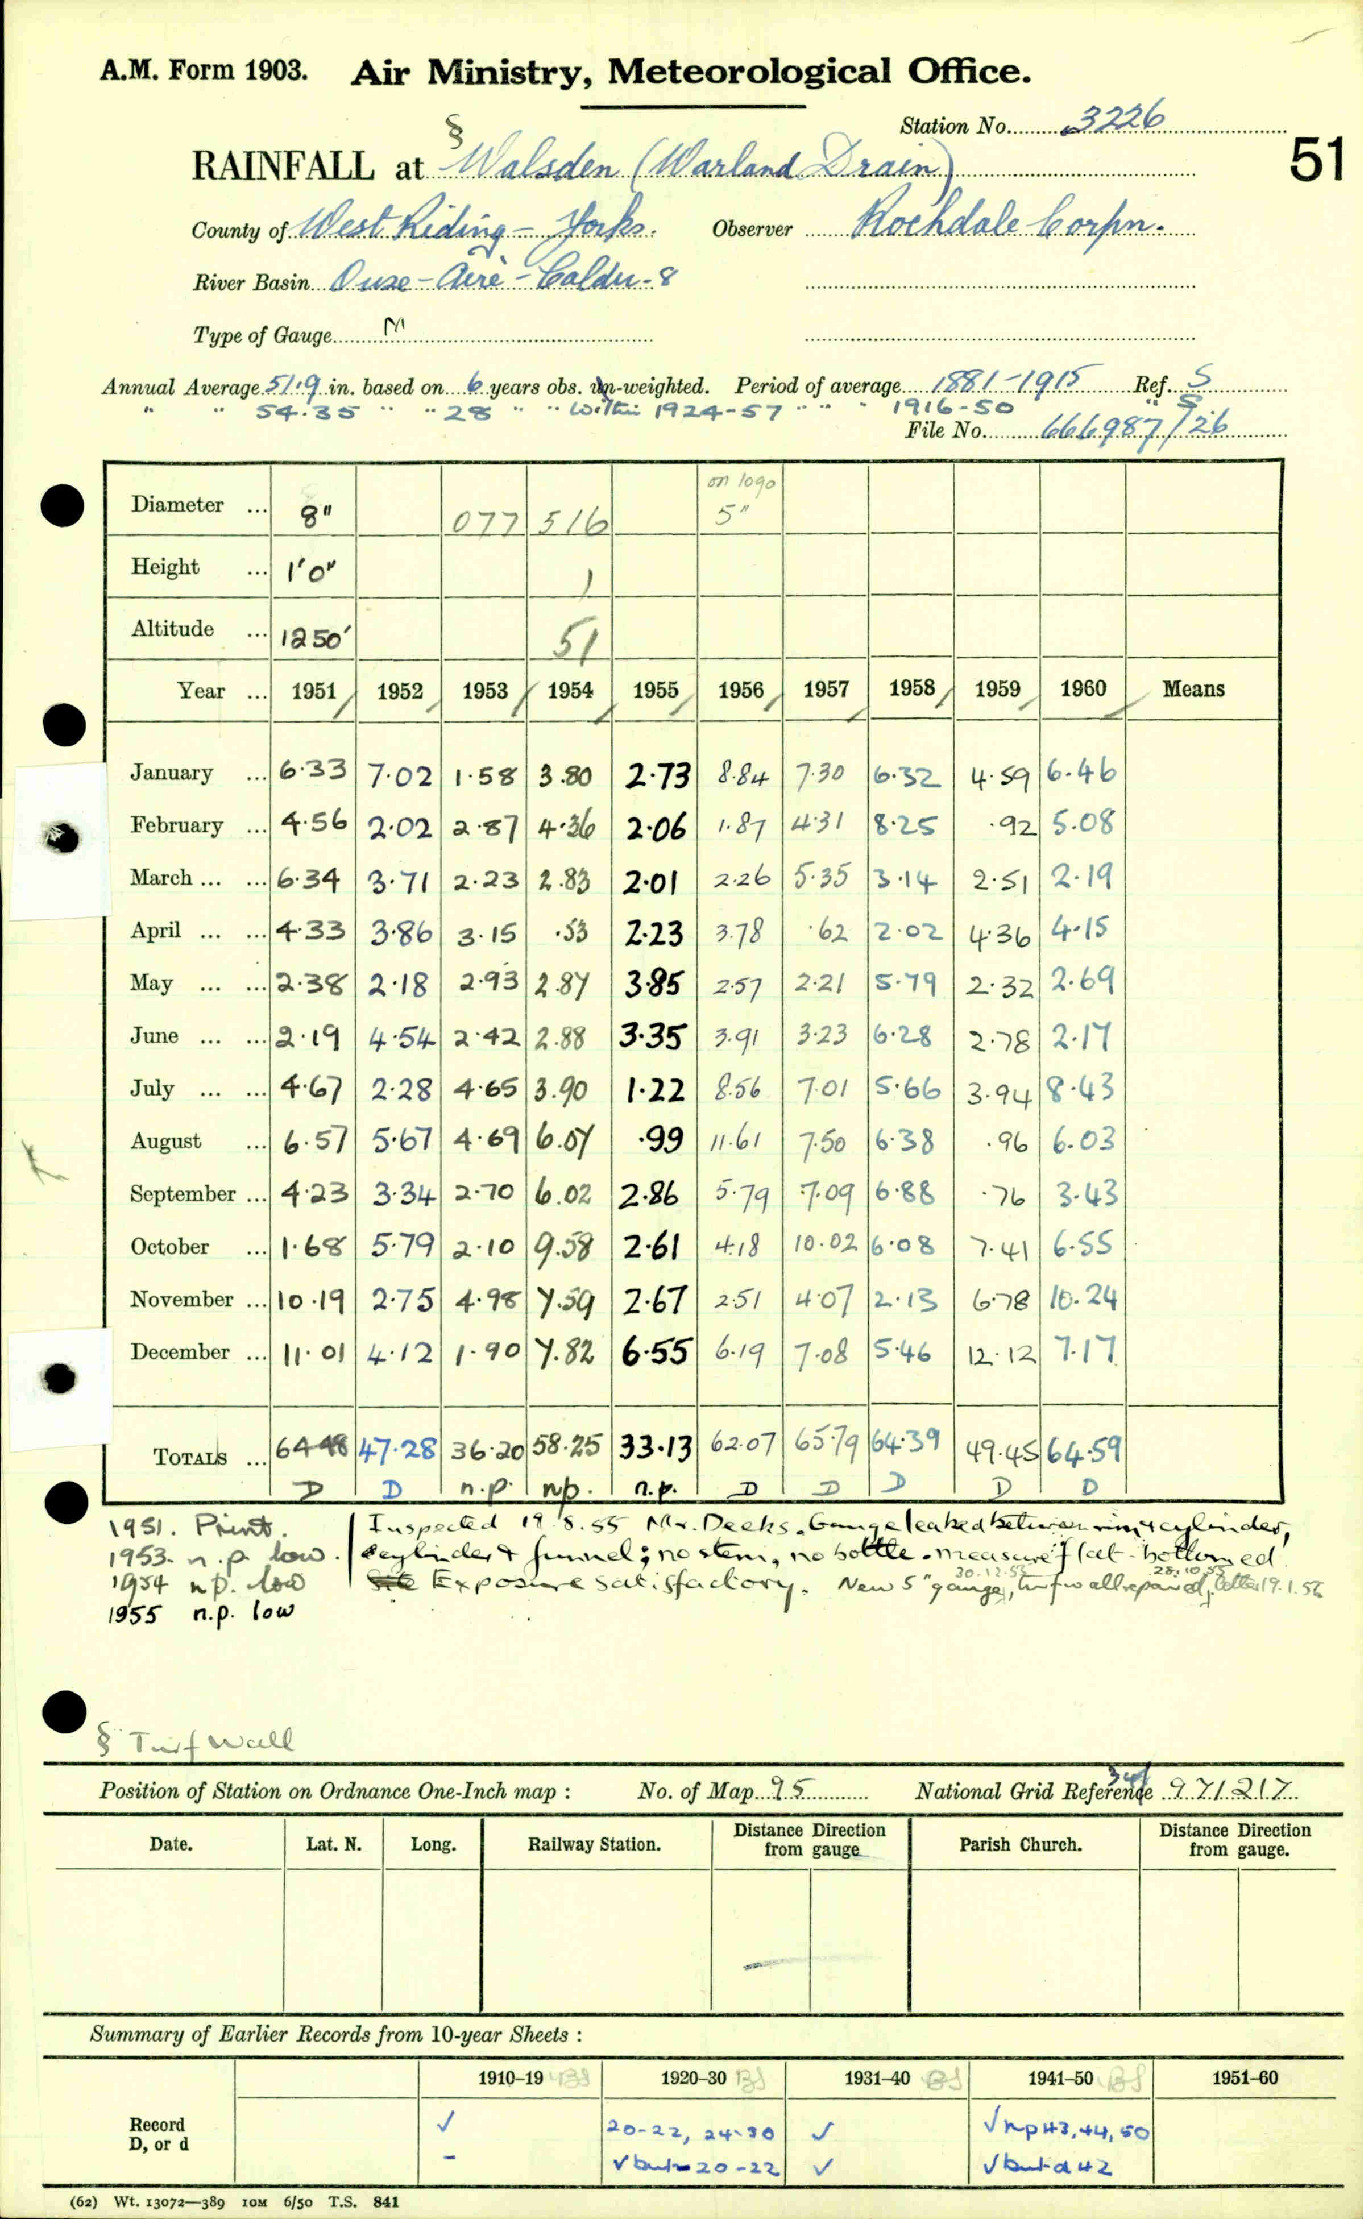 A.M. Form 1903. Air Ministry, Meteorological Office.
Station No. 3226
51
§
RAINFALL at Walsden (Warland Drain)
County of West Riding - Yorks. Observer Rochdale Corpn.
River Basin Ouse - Aire - Calder - 8
Type of Gauge M
Annual Average 51.9 in. based on 6 years obs. un-weighted. Period of average 1881-1915 Ref. S
" " 54.35 " " 28 " " within 1924-57 " " " 1916-50 " S.
File No. 666987/26
on 1090
Diameter ... 8" 077 516 5"
Height ... 1'0" 1
Altitude ... 1250' 51
Year ... 1951 1952 1953 1954 1955 1956 1957 1958 1959 1960 Means
January ... 6.33 7.02 1.58 3.80 2.73 8.84 7.30 6.32 4.59 6.46
February ... 4.56 2.02 2.87 4.36 2.06 1.87 4.31 8.25 .92 5.08
March ... ... 6.34 3.71 2.23 2.83 2.01 2.26 5.35 3.14 2.51 2.19
April ... ... 4.33 3.86 3.15 .53 2.23 3.78 .62 2.02 4.36 4.15
May ... ... 2.38 2.18 2.93 2.87 3.85 2.57 2.21 5.79 2.32 2.69
June ... ... 2.19 4.54 2.42 2.88 3.35 3.91 3.23 6.28 2.78 2.17
July ... ... 4.67 2.28 4.65 3.90 1.22 8.56 7.01 5.66 3.94 8.43
August ... 6.57 5.67 4.69 6.07 .99 11.61 7.50 6.38 .96 6.03
September ... 4.23 3.34 2.70 6.02 2.86 5.79 7.09 6.88 .76 3.43
October ... 1.68 5.79 2.10 9.58 2.61 4.18 10.02 6.08 7.41 6.55
November ... 10.19 2.75 4.98 7.59 2.67 2.51 4.07 2.13 6.78 10.24
December ... 11.01 4.12 1.90 7.82 6.55 6.19 7.08 5.46 12.12 7.17
TOTALS ... 64.48 47.28 36.20 58.25 33.13 62.07 65.79 64.39 49.45 64.59
D D n.p. np. n.p. D D D D D
1951. Print. Inspected 19.8.55 Mr. Deeks. Gauge leaked between rim & cylinder,
1953. n.p. low. & cylinder & funnel; no stem, no bottle. measure flat-bottomed
30.12.55 28.10.55
1954 n.p. low Site Exposure satisfactory. New 5" gauge, turf wall repaired, letter 19.1.56
1955 n.p. low
§ Turf Wall
Position of Station on Ordnance One-Inch map : No. of Map 95 National Grid Reference 34/971217
Date. Lat. N. Long. Railway Station. Distance from gauge Direction Parish Church. Distance from gauge. Direction
Summary of Earlier Records from 10-year Sheets :
1910-19 BS 1920-30 BS 1931-40 BS 1941-50 BS 1951-60
Record ✓ 20-22, 24-30 ✓ ✓ np 43, 44, 50
D, or d - ✓ but - 20-22 ✓ ✓ but d 42
(62) Wt. 13072—389 10M 6/50 T.S. 841